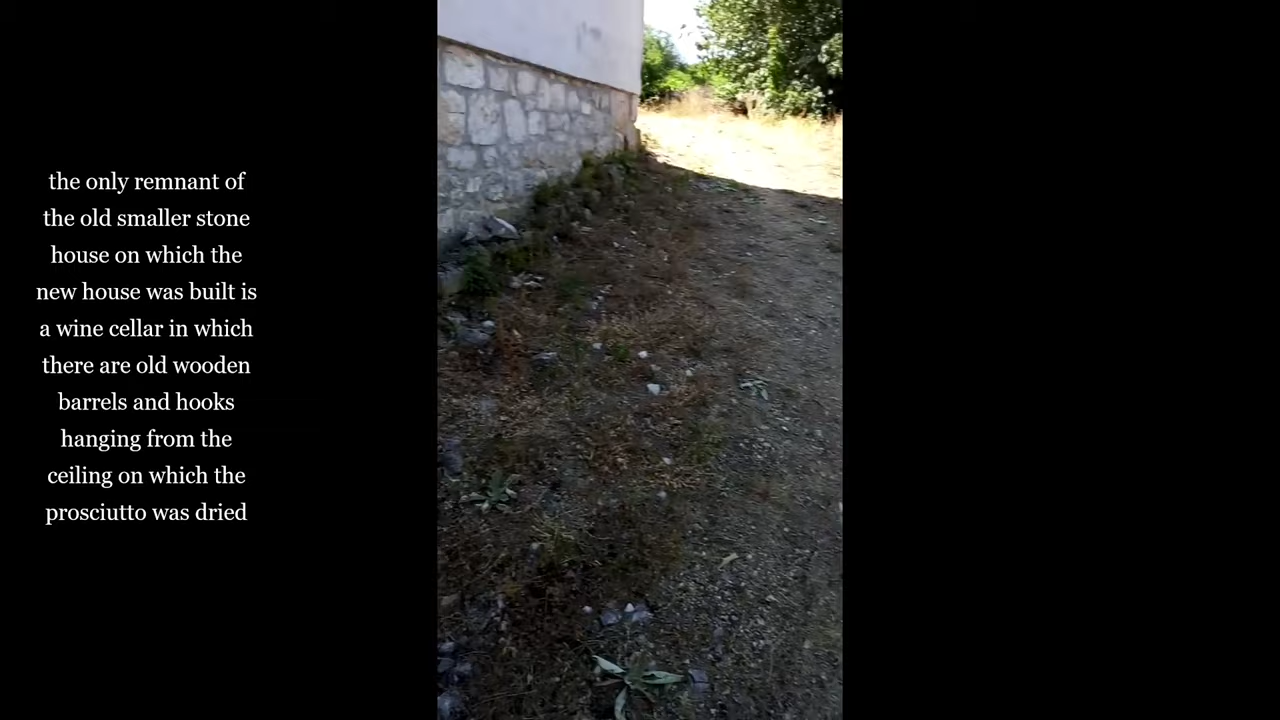 the only remnant of
the old smaller stone
house on which the
new house was built is
a wine cellar in which
there are old wooden
barrels and hooks
hanging from the
ceiling on which the
prosciutto was dried